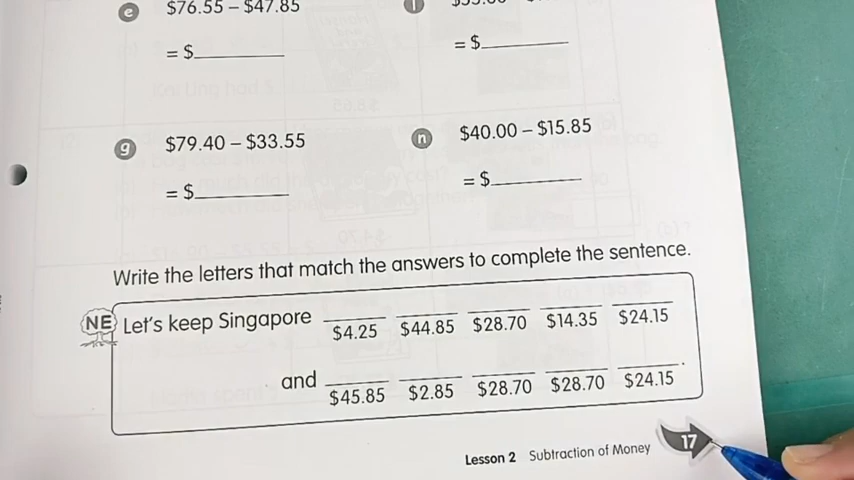 e $76.55 – $47.85
= $
= $
g $79.40 – $33.55
n $40.00 – $15.85
= $
= $
Write the letters that match the answers to complete the sentence.
NE Let's keep Singapore
$4.25 $44.85 $28.70 $14.35 $24.15
and
$45.85 $2.85 $28.70 $28.70 $24.15 .
Lesson 2 Subtraction of Money 17